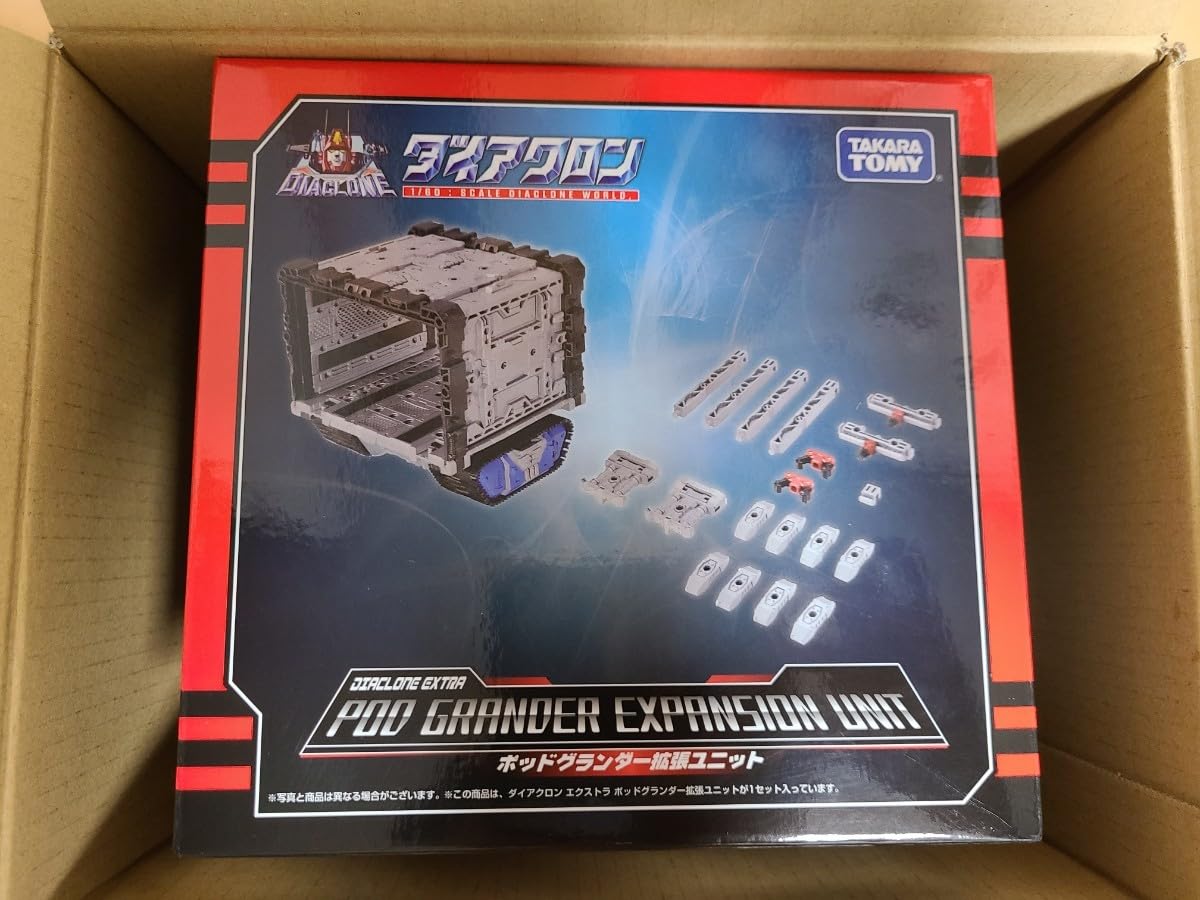 DIACLONE
ダイアクロン
1/60 : SCALE DIACLONE WORLD.
TAKARA
TOMY
DIACLONE EXTRA
POD GRANDER EXPANSION UNIT
ポッドグランダー拡張ユニット
※写真と商品は異なる場合がございます。※この商品は、ダイアクロン エクストラ ポッドグランダー拡張ユニットが1セット入っています。